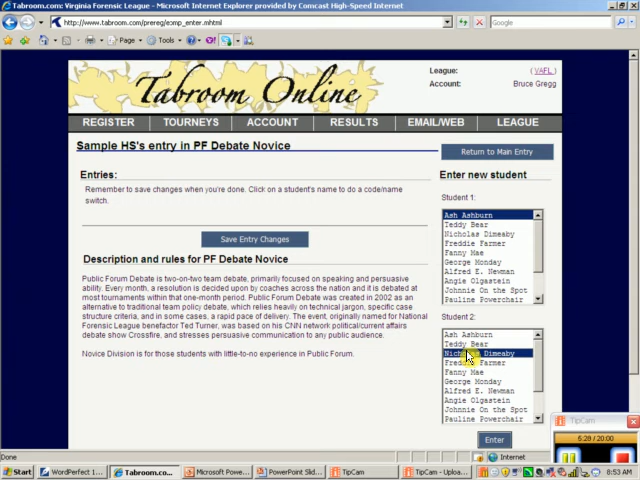 Tabroom.com: Virginia Forensic League - Microsoft Internet Explorer provided by Comcast High-Speed Internet
http://www.tabroom.com/prereg/comp_enter.mhtml
Google
Page
Tools
Tabroom Online
League:
( VAFL )
Account:
Bruce Gregg
REGISTER
TOURNEYS
ACCOUNT
RESULTS
EMAIL/WEB
LEAGUE
Sample HS's entry in PF Debate Novice
Return to Main Entry
Entries:
Remember to save changes when you're done. Click on a student's name to do a code/name
switch.
Save Entry Changes
Description and rules for PF Debate Novice
Public Forum Debate is two-on-two team debate, primarily focused on speaking and persuasive
ability. Every month, a resolution is decided upon by coaches across the nation and it is debated at
most tournaments within that one-month period. Public Forum Debate was created in 2002 as an
alternative to traditional policy debate, which relies heavily on technical jargon, specific case
structure criteria, and in some cases, a rapid pace of delivery. The event, originally named for National
Forensic League benefactor Ted Turner, was based on his CNN network political/current affairs
debate show Crossfire, and stresses persuasive communication to any public audience.
Novice Division is for those students with little-to-no experience in Public Forum.
Enter new student
Student 1:
Ash Ashburn
Teddy Bear
Nicholas Dimeaby
Freddie Farmer
Fanny Mae
George Monday
Alfred E. Newman
Angie Olgastein
Johnnie On the Spot
Pauline Powerchair
Student 2:
Ash Ashburn
Teddy Bear
Nicholas Dimeaby
Freddie Farmer
Fanny Mae
George Monday
Alfred E. Newman
Angie Olgastein
Johnnie On the Spot
Pauline Powerchair
Enter
TipCam
6:28 / 20:00
Done
Internet
Start
WordPerfect 1...
Tabroom.co...
Microsoft Powe...
PowerPoint Slid...
TipCam
TipCam - Uploa...
8:53 AM